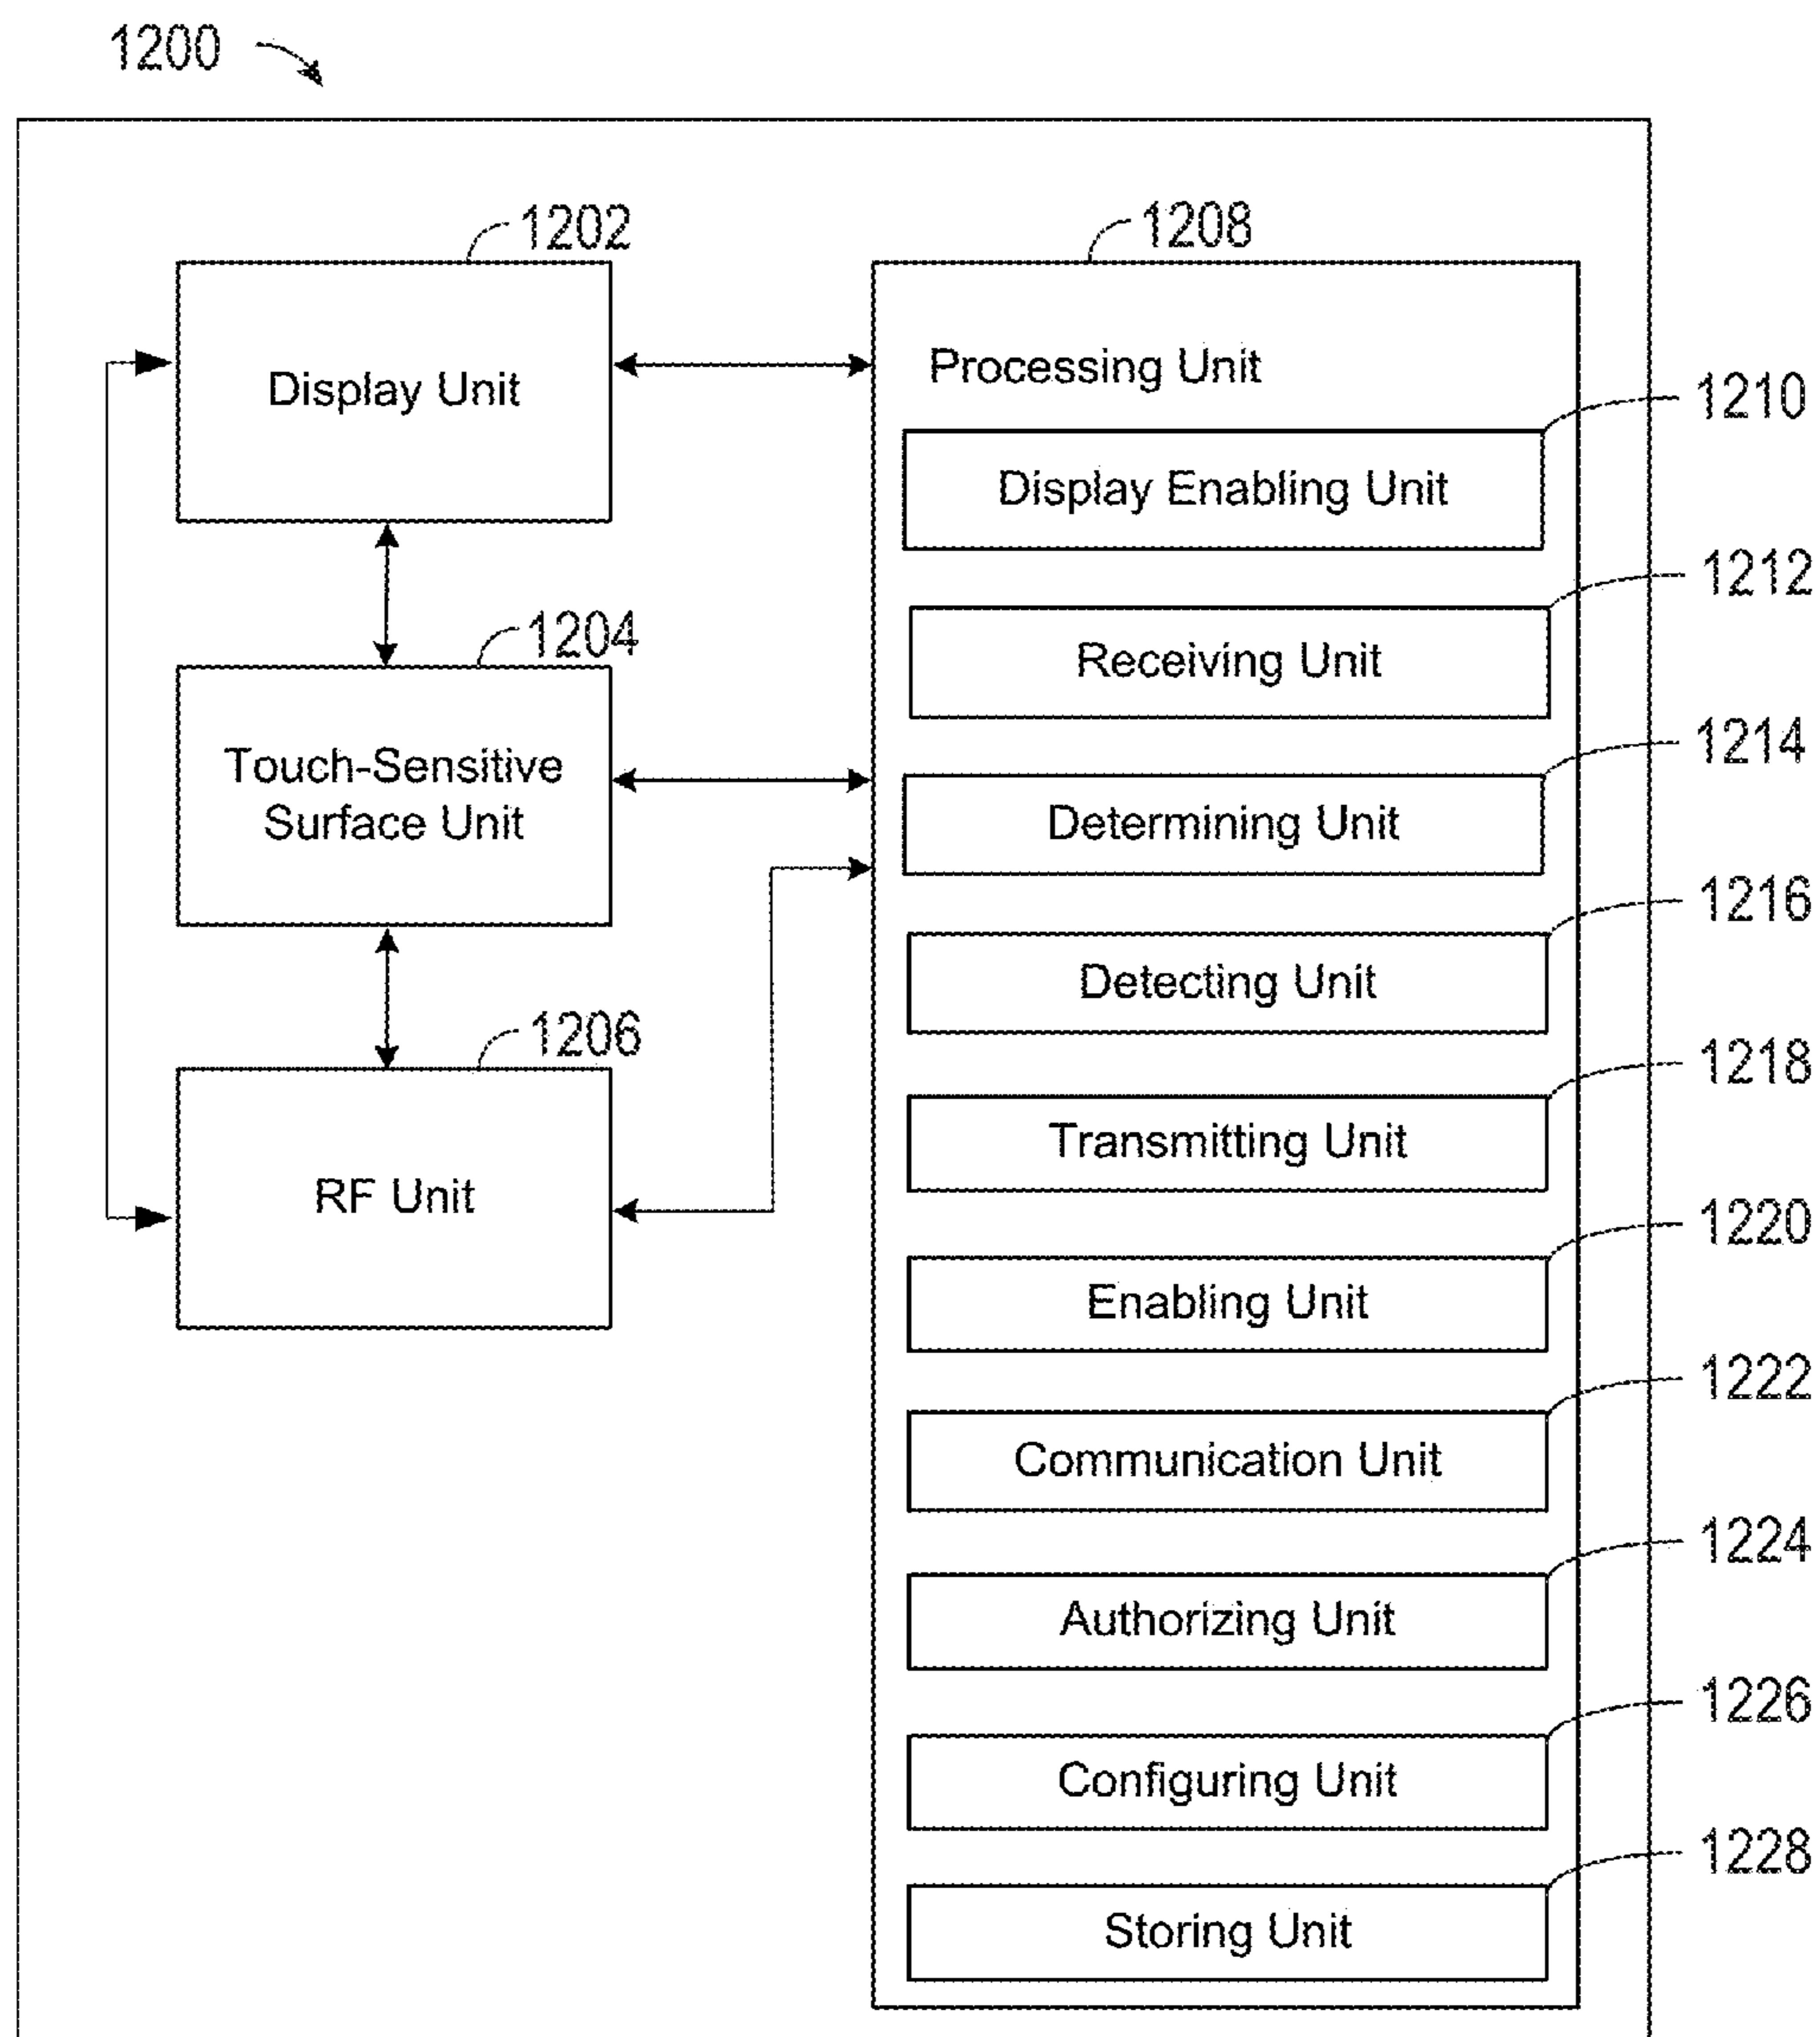 1200
1202
Display Unit
1204
Touch-Sensitive
Surface Unit
1206
RF Unit
1208
Processing Unit
1210
Display Enabling Unit
1212
Receiving Unit
1214
Determining Unit
1216
Detecting Unit
1218
Transmitting Unit
1220
Enabling Unit
1222
Communication Unit
1224
Authorizing Unit
1226
Configuring Unit
1228
Storing Unit